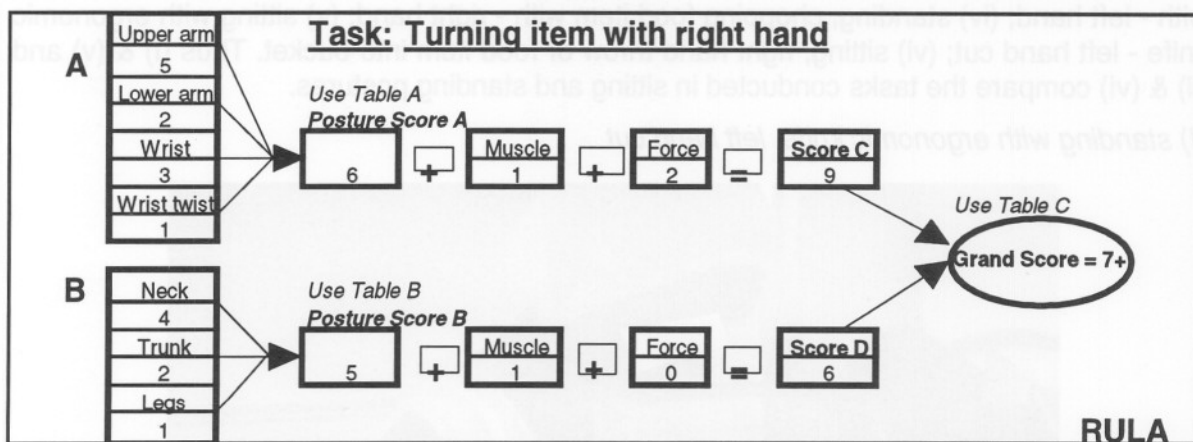 Task: Turning item with right hand
A
Upper arm
5
Lower arm
2
Wrist
3
Wrist twist
1
Use Table A
Posture Score A
6
+
Muscle
1
+
Force
2
=
Score C
9
Use Table C
Grand Score = 7+
B
Neck
4
Trunk
2
Legs
1
Use Table B
Posture Score B
5
+
Muscle
1
+
Force
0
=
Score D
6
RULA